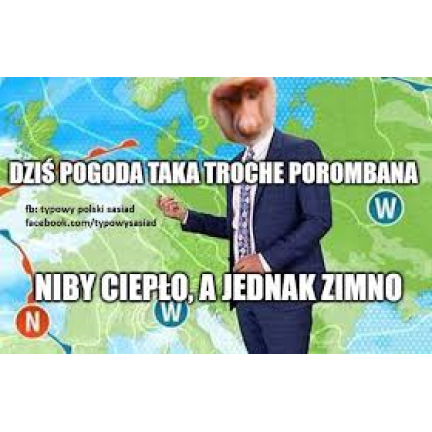 DZIŚ POGODA TAKA TROCHE POROMBANA
fb: typowy polski sasiad
facebook.com/typowysasiad
W
NIBY CIEPŁO, A JEDNAK ZIMNO
W
N